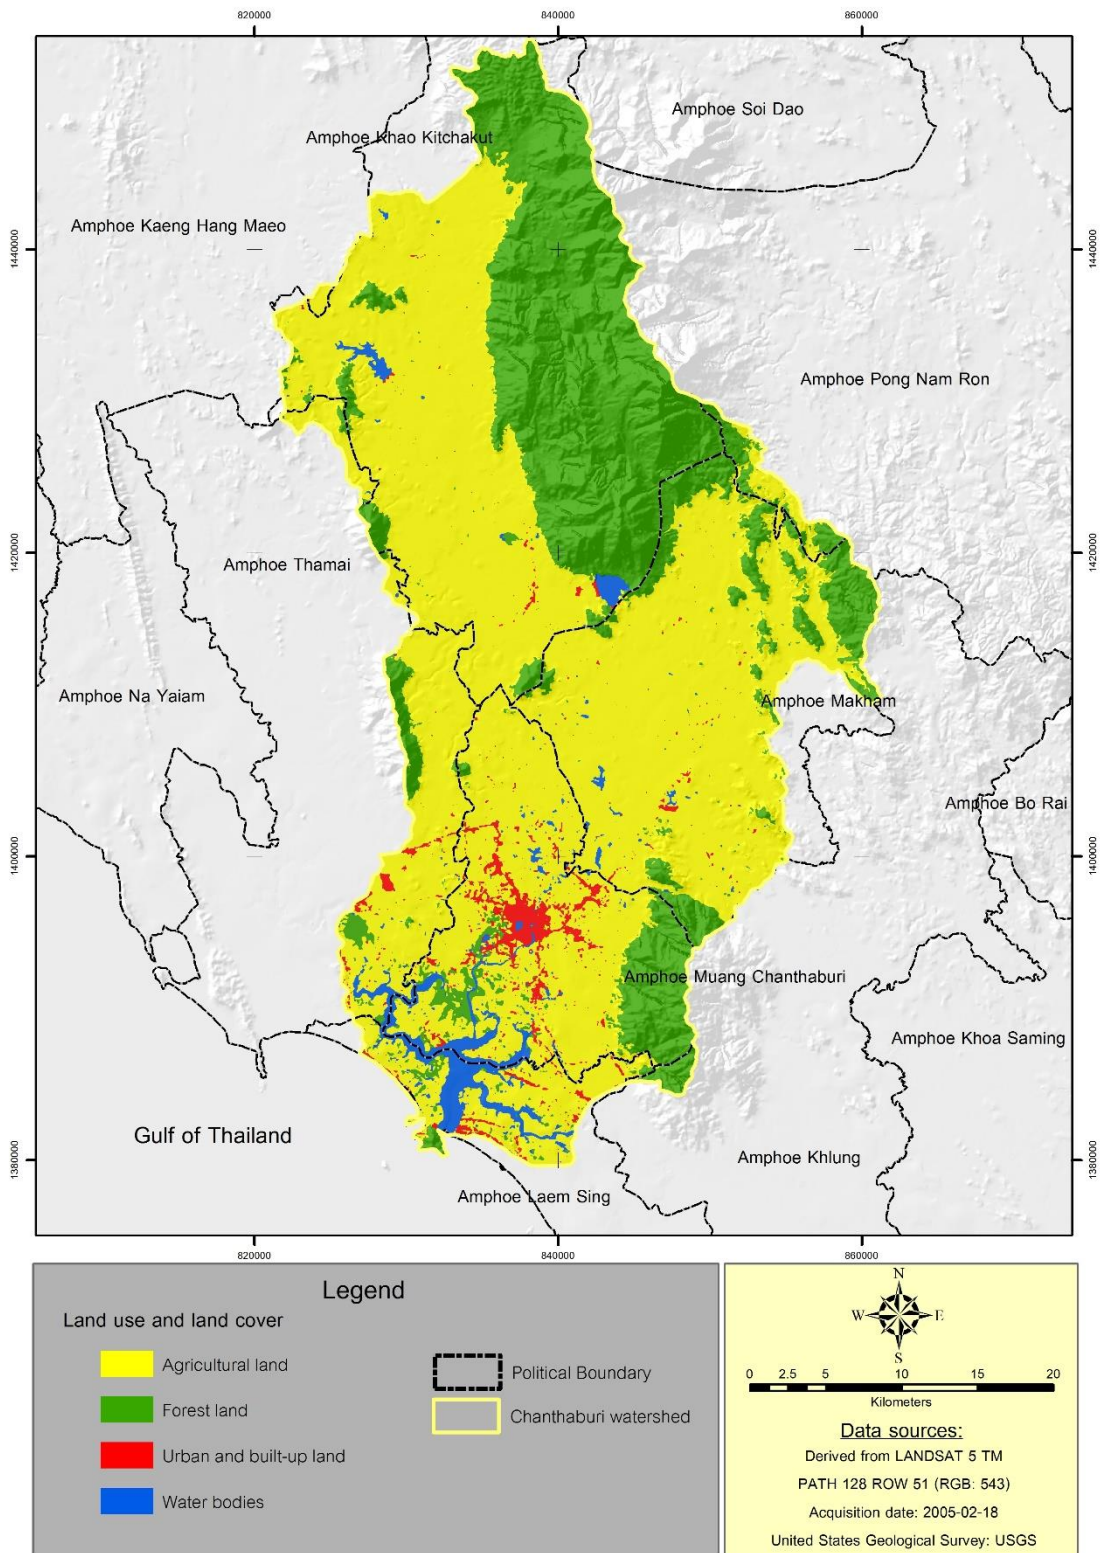 820000
840000
860000
Amphoe Soi Dao
Amphoe Khao Kitchakut
Amphoe Kaeng Hang Maeo
1440000
1440000
Amphoe Pong Nam Ron
1420000
1420000
Amphoe Thamai
Amphoe Na Yaiam
Amphoe Makham
Amphoe Bo Rai
1400000
1400000
Amphoe Muang Chanthaburi
Amphoe Khoa Saming
Gulf of Thailand
1380000
1380000
Amphoe Khlung
Amphoe Laem Sing
820000
840000
860000
Legend
Land use and land cover
Agricultural land
Forest land
Urban and built-up land
Water bodies
Political Boundary
Chanthaburi watershed
N
W
E
S
0 2.5 5 10 15 20
Kilometers
Data sources:
Derived from LANDSAT 5 TM
PATH 128 ROW 51 (RGB: 543)
Acquisition date: 2005-02-18
United States Geological Survey: USGS